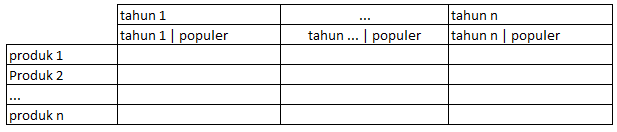 tahun 1 ... tahun n
tahun 1 | populer tahun ... | populer tahun n | populer
produk 1
Produk 2
...
produk n